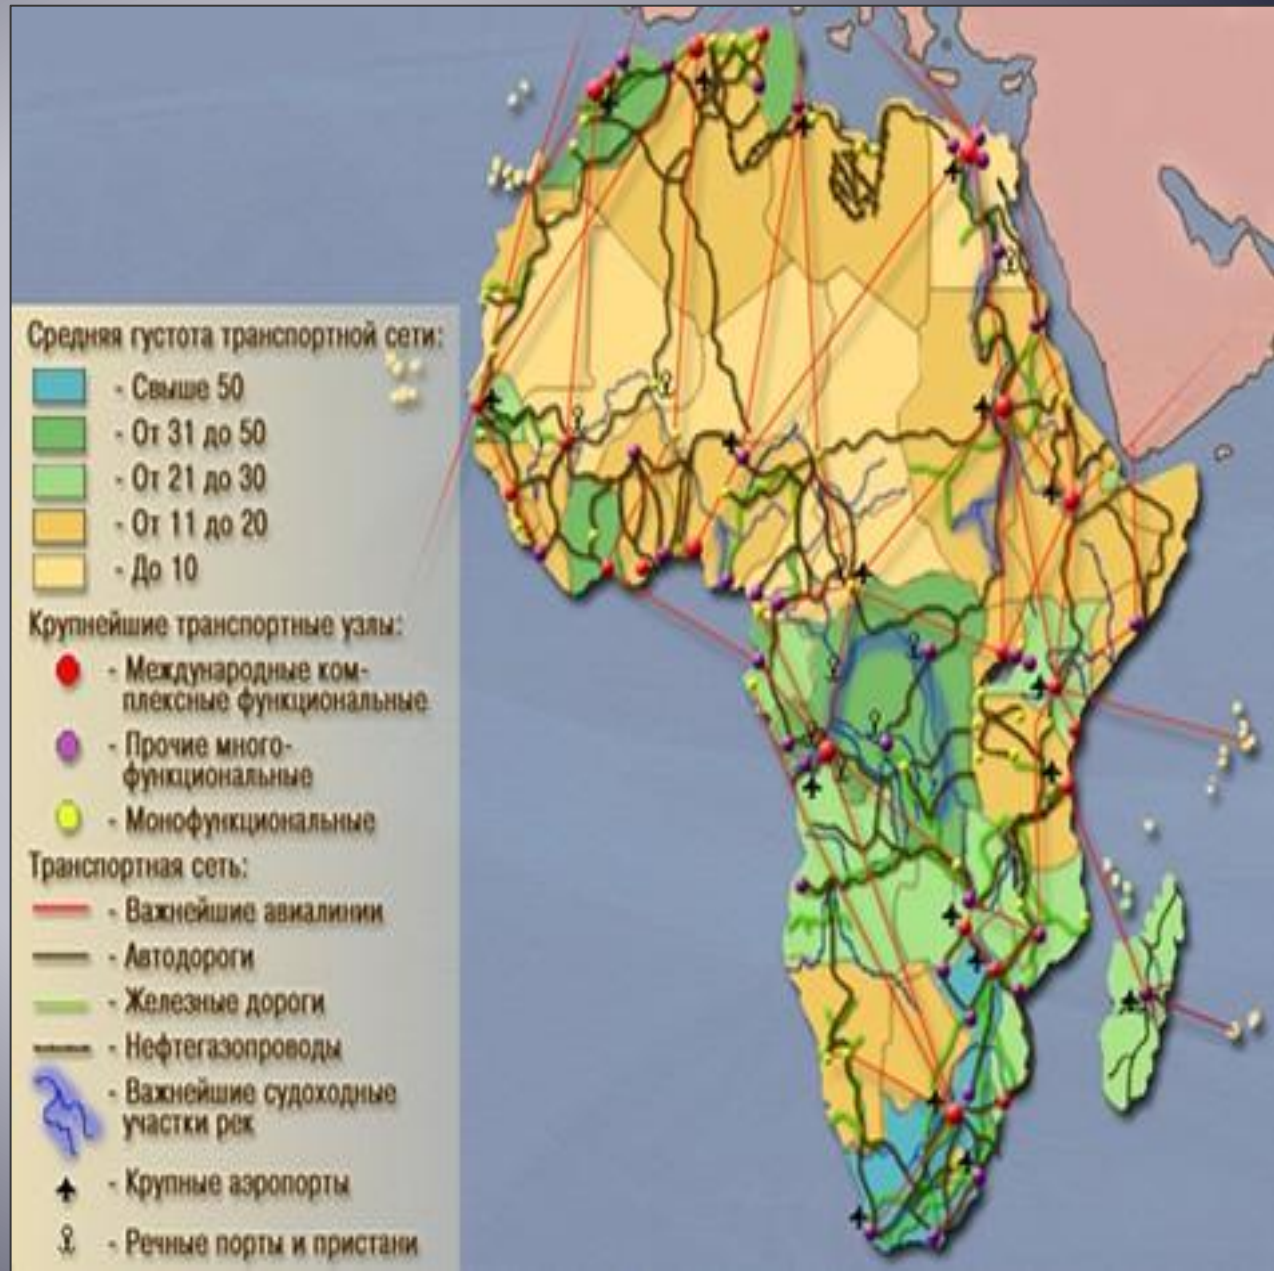 Средняя густота транспортной сети:
- Свыше 50
- От 31 до 50
- От 21 до 30
- От 11 до 20
- До 10
Крупнейшие транспортные узлы:
- Международные ком-
плексные функциональные
- Прочие много-
функциональные
- Монофункциональные
Транспортная сеть:
- Важнейшие авиалинии
- Автодороги
- Железные дороги
- Нефтегазопроводы
- Важнейшие судоходные
участки рек
- Крупные аэропорты
- Речные порты и пристани